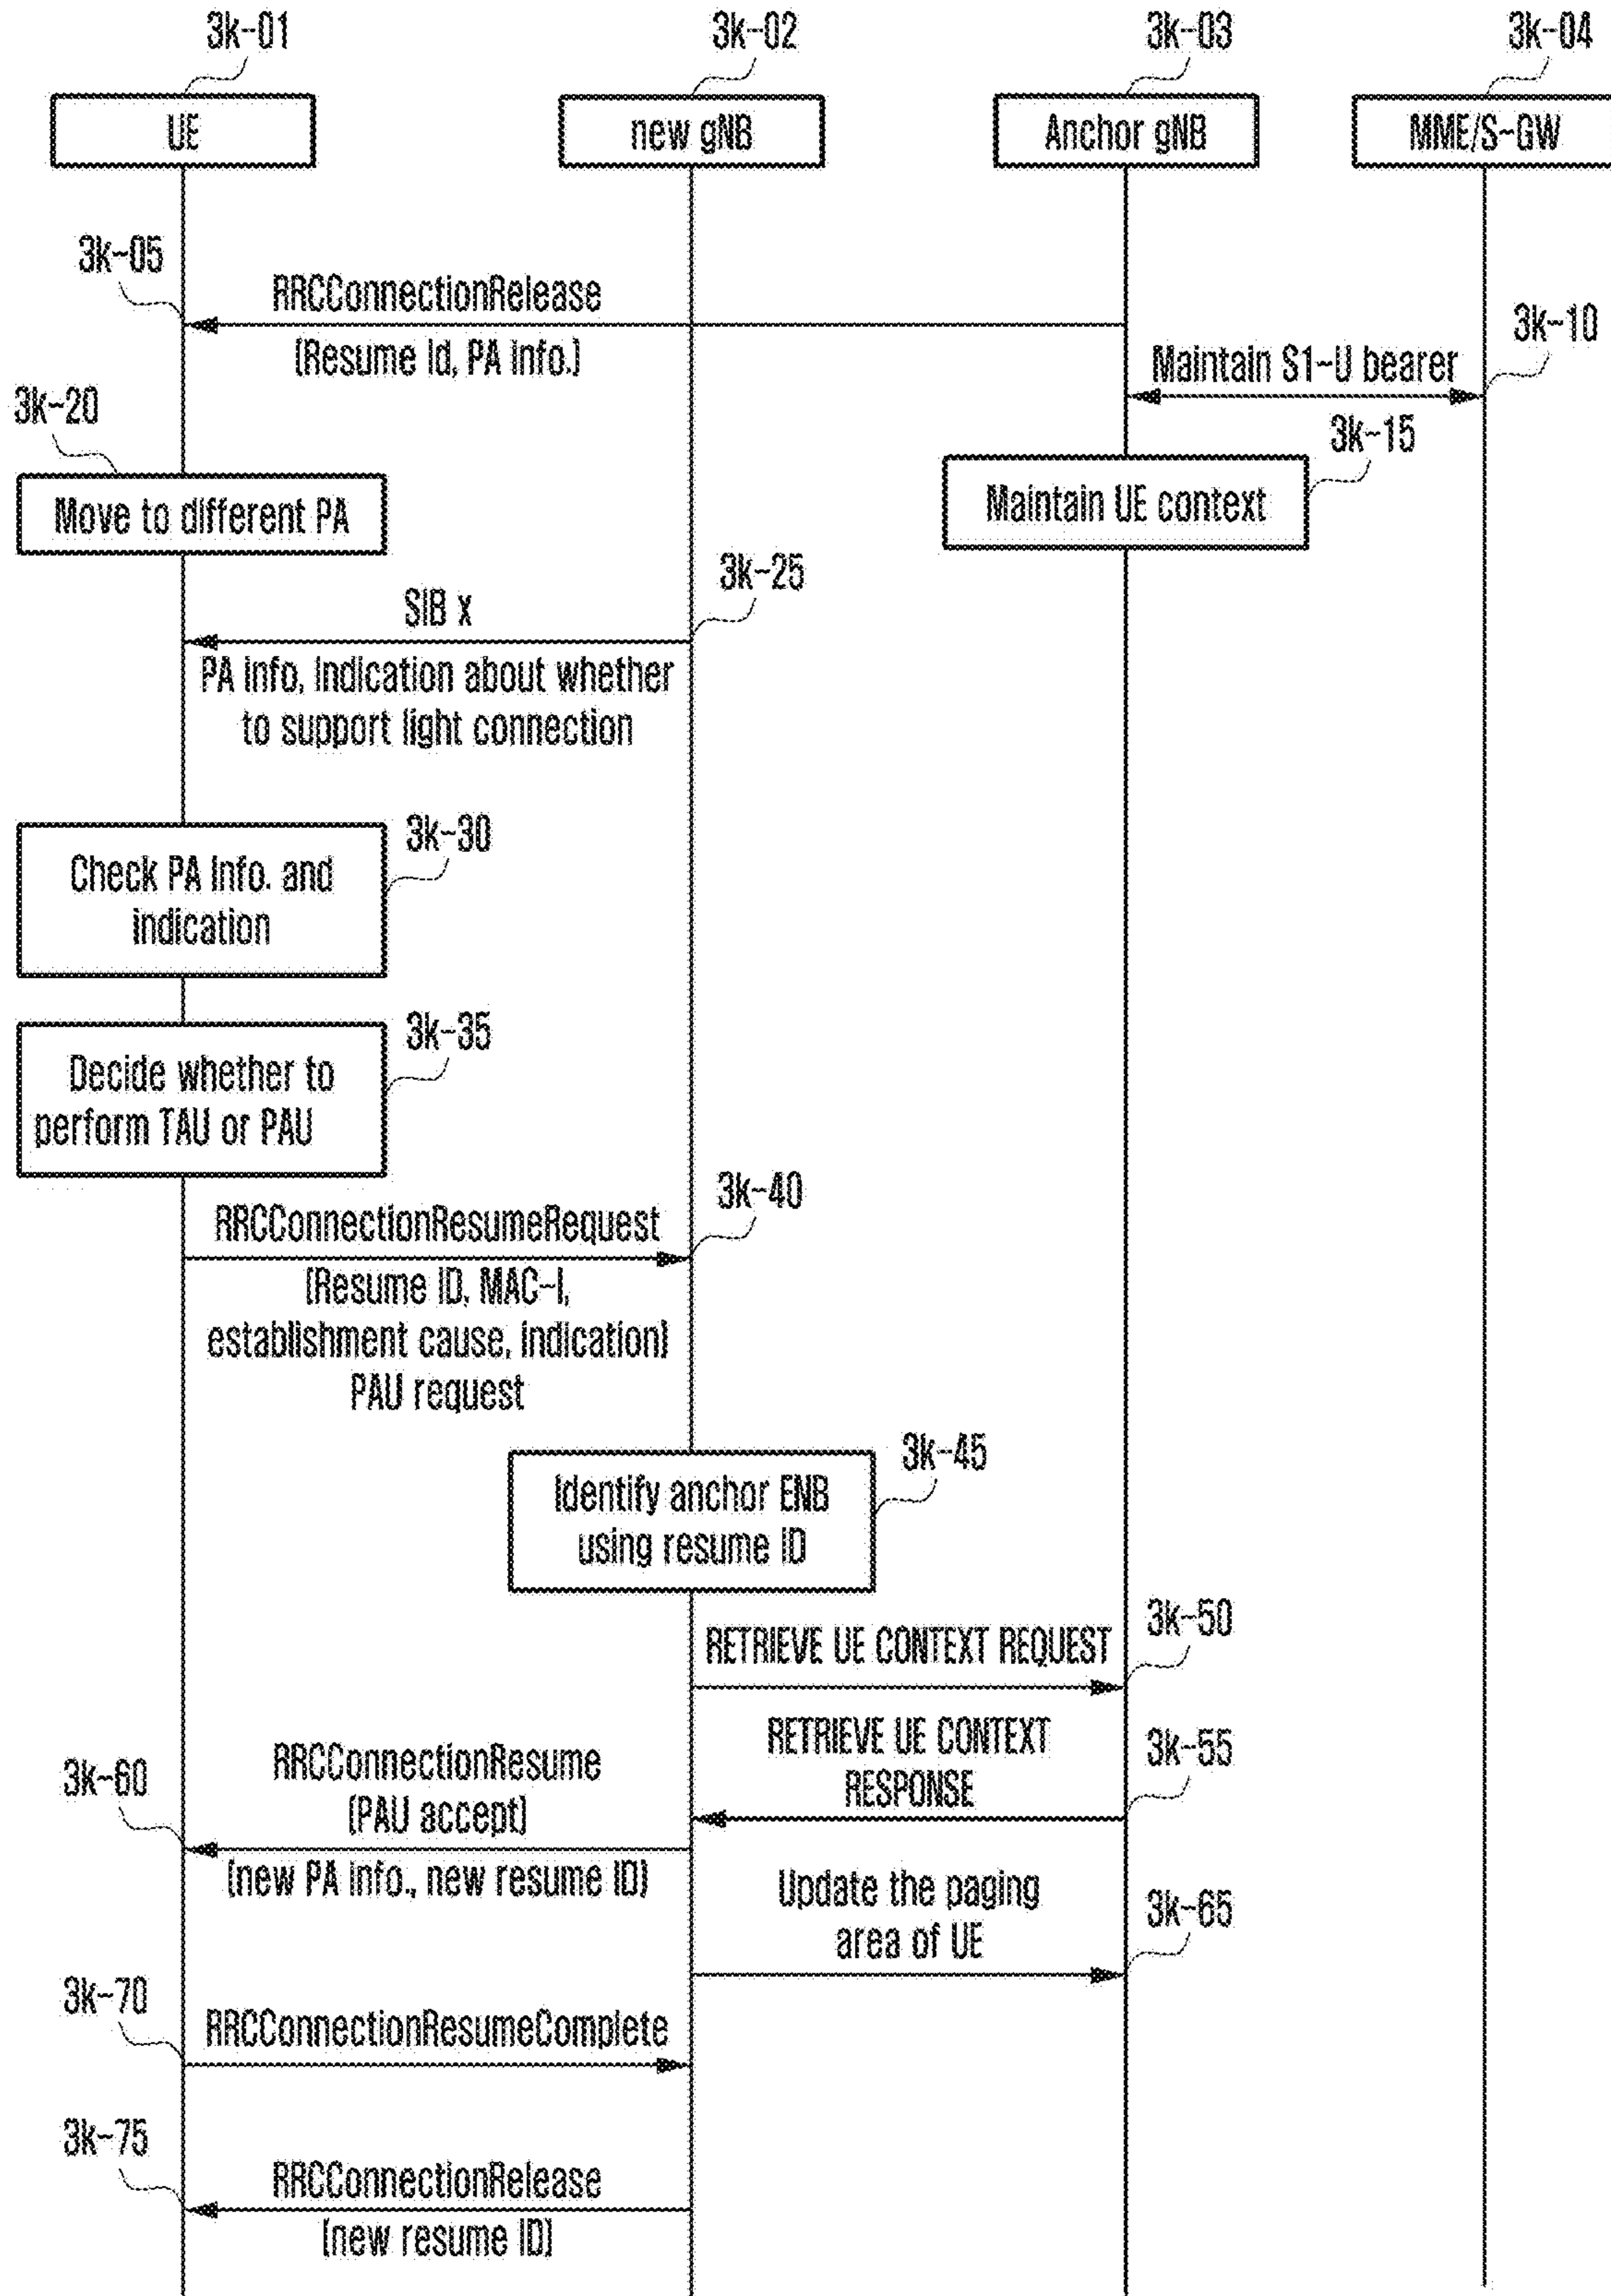 3k-01
3k-02
3k-03
3k-04
UE
new gNB
Anchor gNB
MME/S-GW
3k-05
RRCConnectionRelease
(Resume Id, PA info.)
3k-10
Maintain S1-U bearer
3k-15
Maintain UE context
3k-20
Move to different PA
3k-25
SIB x
PA info, Indication about whether
to support light connection
3k-30
Check PA Info. and
indication
3k-35
Decide whether to
perform TAU or PAU
3k-40
RRCConnectionResumeRequest
(Resume ID, MAC-I,
establishment cause, indication)
PAU request
3k-45
Identify anchor ENB
using resume ID
3k-50
RETRIEVE UE CONTEXT REQUEST
3k-55
RETRIEVE UE CONTEXT
RESPONSE
3k-60
RRCConnectionResume
(PAU accept)
(new PA info., new resume ID)
3k-65
Update the paging
area of UE
3k-70
RRCConnectionResumeComplete
3k-75
RRCConnectionRelease
(new resume ID)